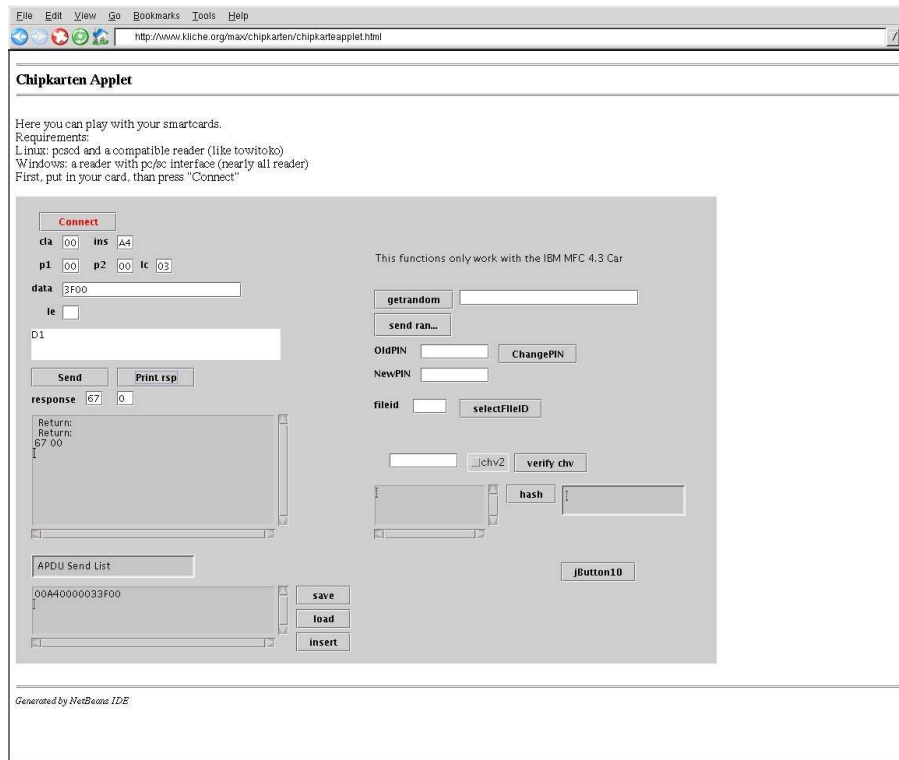 File Edit View Go Bookmarks Tools Help
http://www.kliche.org/max/chipkarten/chipkarteapplet.html
Chipkarten Applet
Here you can play with your smartcards.
Requirements:
Linux: pcscd and a compatible reader (like towitoko)
Windows: a reader with pc/sc interface (nearly all reader)
First, put in your card, than press "Connect"
Connect
cla 00 ins A4
p1 00 p2 00 lc 03
data 3F00
le
D1
Send Print rsp
response 67 0
Return:
Return:
67 00
APDU Send List
00A40000033F00
save
load
insert
This functions only work with the IBM MFC 4.3 Car
getrandom
send ran...
OldPIN ChangePIN
NewPIN
fileid selectFIleID
chv2 verify chv
hash
jButton10
Generated by NetBeans IDE